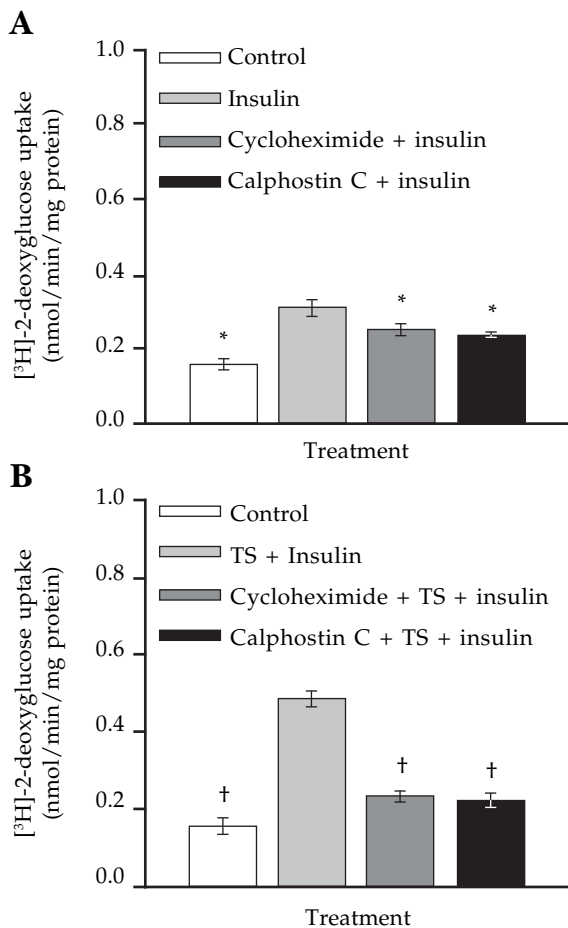 A
[³H]-2-deoxyglucose uptake
(nmol/min/mg protein)
1.0
0.8
0.6
0.4
0.2
0.0
Control
Insulin
Cycloheximide + insulin
Calphostin C + insulin
*
*
*
Treatment
B
[³H]-2-deoxyglucose uptake
(nmol/min/mg protein)
1.0
0.8
0.6
0.4
0.2
0.0
Control
TS + Insulin
Cycloheximide + TS + insulin
Calphostin C + TS + insulin
†
†
†
Treatment